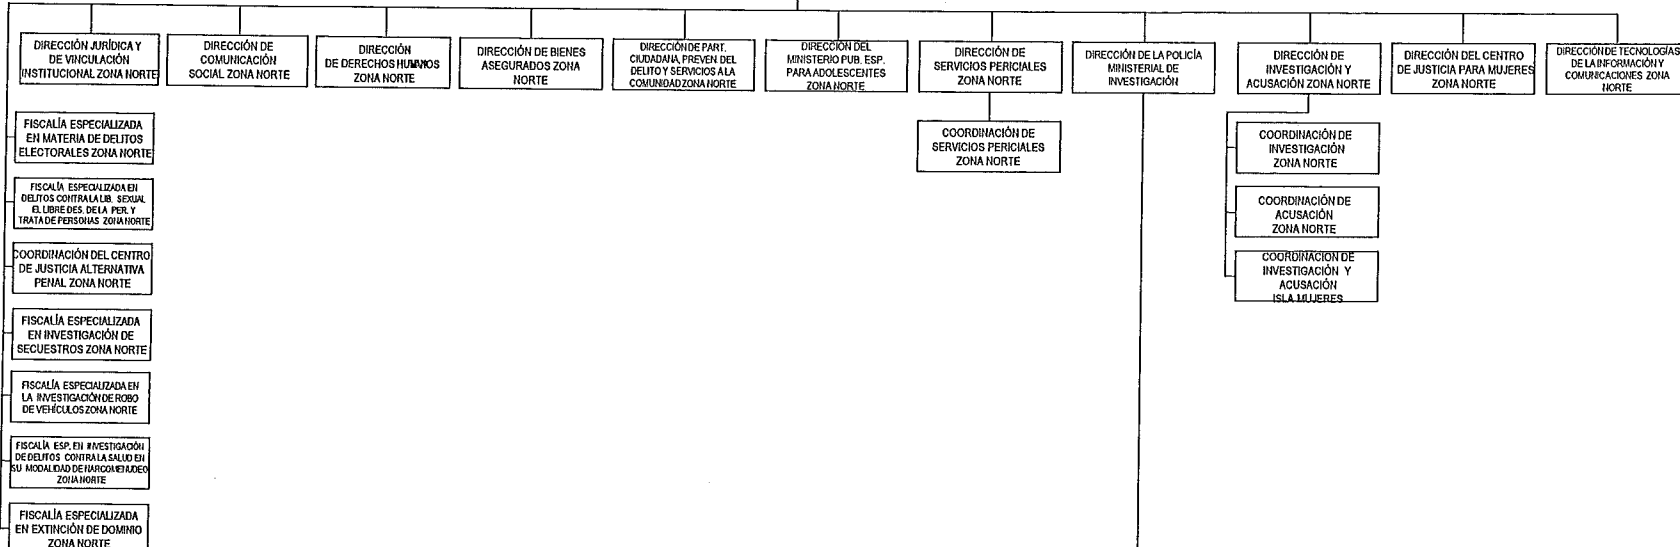 DIRECCIÓN JURÍDICA Y
DE VINCULACIÓN
INSTITUCIONAL ZONA NORTE
DIRECCIÓN DE
COMUNICACIÓN
SOCIAL ZONA NORTE
DIRECCIÓN
DE DERECHOS HUMANOS
ZONA NORTE
DIRECCIÓN DE BIENES
ASEGURADOS ZONA
NORTE
DIRECCIÓN DE PART.
CIUDADANA, PREVEN DEL
DELITO Y SERVICIOS A LA
COMUNIDAD ZONA NORTE
DIRECCIÓN DEL
MINISTERIO PUB. ESP.
PARA ADOLESCENTES
ZONA NORTE
DIRECCIÓN DE
SERVICIOS PERICIALES
ZONA NORTE
DIRECCIÓN DE LA POLICÍA
MINISTERIAL DE
INVESTIGACIÓN
DIRECCIÓN DE
INVESTIGACIÓN Y
ACUSACIÓN ZONA NORTE
DIRECCIÓN DEL CENTRO
DE JUSTICIA PARA MUJERES
ZONA NORTE
DIRECCIÓN DE TECNOLOGÍAS
DE LA INFORMACIÓN Y
COMUNICACIONES ZONA
NORTE
FISCALÍA ESPECIALIZADA
EN MATERIA DE DELITOS
ELECTORALES ZONA NORTE
FISCALÍA ESPECIALIZADA EN
DELITOS CONTRA LA LIB. SEXUAL
EL LIBRE DES. DE LA PER. Y
TRATA DE PERSONAS ZONA NORTE
COORDINACIÓN DEL CENTRO
DE JUSTICIA ALTERNATIVA
PENAL ZONA NORTE
FISCALÍA ESPECIALIZADA
EN INVESTIGACIÓN DE
SECUESTROS ZONA NORTE
FISCALÍA ESPECIALIZADA EN
LA INVESTIGACIÓN DE ROBO
DE VEHÍCULOS ZONA NORTE
FISCALÍA ESP. EN INVESTIGACIÓN
DE DELITOS CONTRA LA SALUD EN
SU MODALIDAD DE NARCOMENUDEO
ZONA NORTE
FISCALÍA ESPECIALIZADA
EN EXTINCIÓN DE DOMINIO
ZONA NORTE
COORDINACIÓN DE
SERVICIOS PERICIALES
ZONA NORTE
COORDINACIÓN DE
INVESTIGACIÓN
ZONA NORTE
COORDINACIÓN DE
ACUSACIÓN
ZONA NORTE
COORDINACIÓN DE
INVESTIGACIÓN Y
ACUSACIÓN
ISLA MUJERES